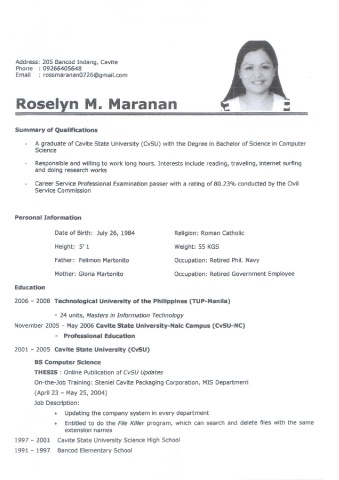 Address: 205 Bancod Indang, Cavite
Phone : 09266405648
Email : rossmaranan0726@gmail.com
Roselyn M. Maranan
Summary of Qualifications
- A graduate of Cavite State University (CvSU) with the Degree in Bachelor of Science in Computer
Science
- Responsible and willing to work long hours. Interests include reading, traveling, internet surfing
and doing research works
- Career Service Professional Examination passer with a rating of 80.23% conducted by the Civil
Service Commission
Personal Information
Date of Birth: July 26, 1984 Religion: Roman Catholic
Height: 5' 1 Weight: 55 KGS
Father: Felimon Martonito Occupation: Retired Phil. Navy
Mother: Gloria Martonito Occupation: Retired Government Employee
Education
2006 – 2008 Technological University of the Philippines (TUP-Manila)
- 24 units, Masters in Information Technology
November 2005 - May 2006 Cavite State University-Naic Campus (CvSU-NC)
- Professional Education
2001 – 2005 Cavite State University (CvSU)
BS Computer Science
THESIS : Online Publication of CvSU Updates
On-the-Job Training: Steniel Cavite Packaging Corporation, MIS Department
(April 23 – May 25, 2004)
Job Description:
• Updating the company system in every department
• Entitled to do the File Killer program, which can search and delete files with the same
extension names
1997 – 2001 Cavite State University Science High School
1991 – 1997 Bancod Elementary School